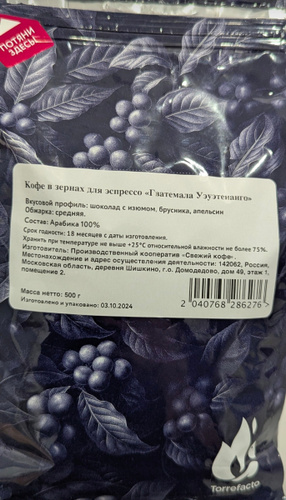 ПОТЯНИ
ЗДЕСЬ!
Кофе в зернах для эспрессо «Гватемала Уэуэтенанго»
Вкусовой профиль: шоколад с изюмом, брусника, апельсин
Обжарка: средняя.
Состав: Арабика 100%
Срок годности: 18 месяцев с даты изготовления.
Хранить при температуре не выше +25°С относительной влажности не более 75%.
Изготовитель: Производственный кооператив «Свежий кофе».
Местонахождение и адрес осуществления деятельности: 142062, Россия,
Московская область, деревня Шишкино, г.о. Домодедово, дом 49, этаж 1,
помещение 2.
Масса нетто: 500 г
Изготовлено и упаковано: 03.10.2024
2 040768 286276 >
Torrefacto